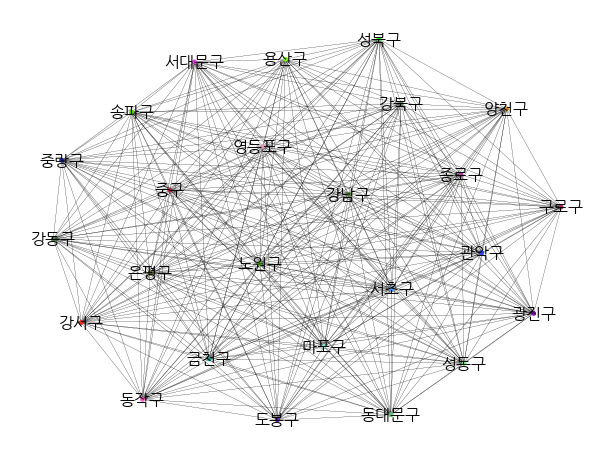 성북구
서대문구
용산구
강북구
양천구
송파구
영등포구
중랑구
종로구
중구
강남구
구로구
강동구
관악구
노원구
은평구
서초구
광진구
강서구
마포구
금천구
성동구
동작구
동대문구
도봉구